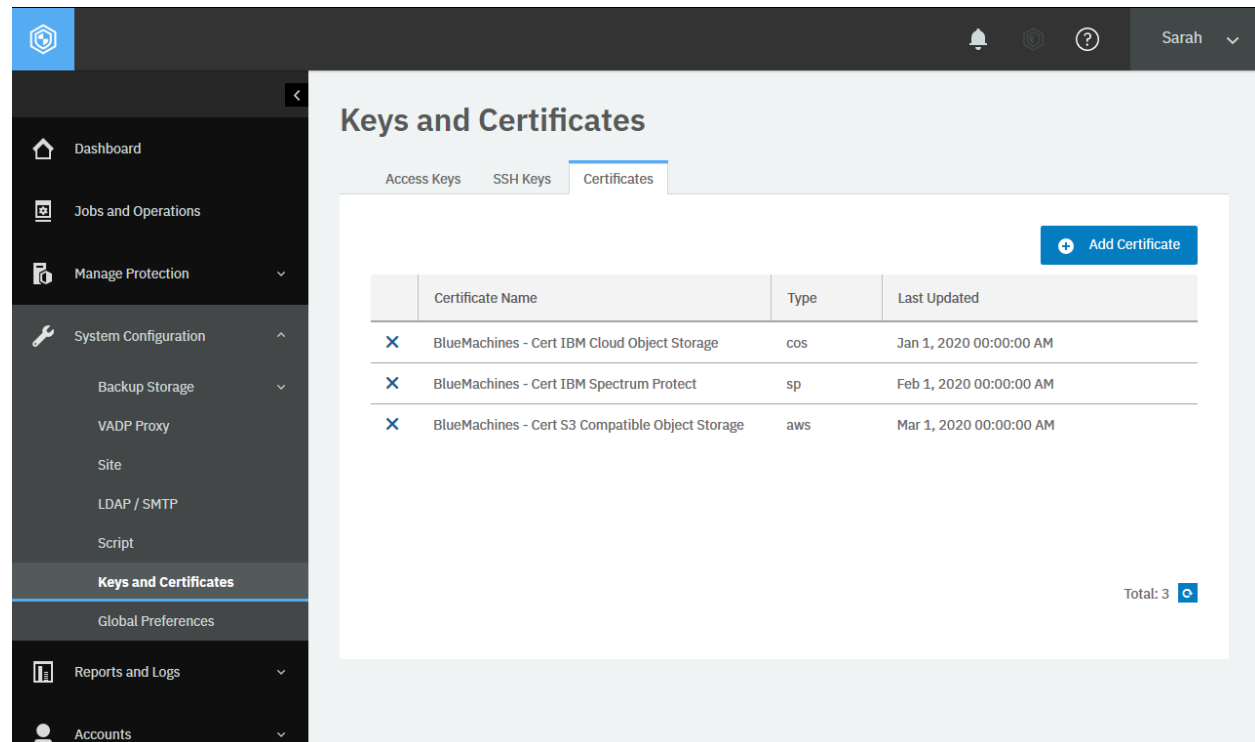 Sarah
Dashboard
Jobs and Operations
Manage Protection
System Configuration
Backup Storage
VADP Proxy
Site
LDAP / SMTP
Script
Keys and Certificates
Global Preferences
Reports and Logs
Accounts
Keys and Certificates
Access Keys SSH Keys Certificates
Add Certificate
Certificate Name Type Last Updated
BlueMachines - Cert IBM Cloud Object Storage cos Jan 1, 2020 00:00:00 AM
BlueMachines - Cert IBM Spectrum Protect sp Feb 1, 2020 00:00:00 AM
BlueMachines - Cert S3 Compatible Object Storage aws Mar 1, 2020 00:00:00 AM
Total: 3